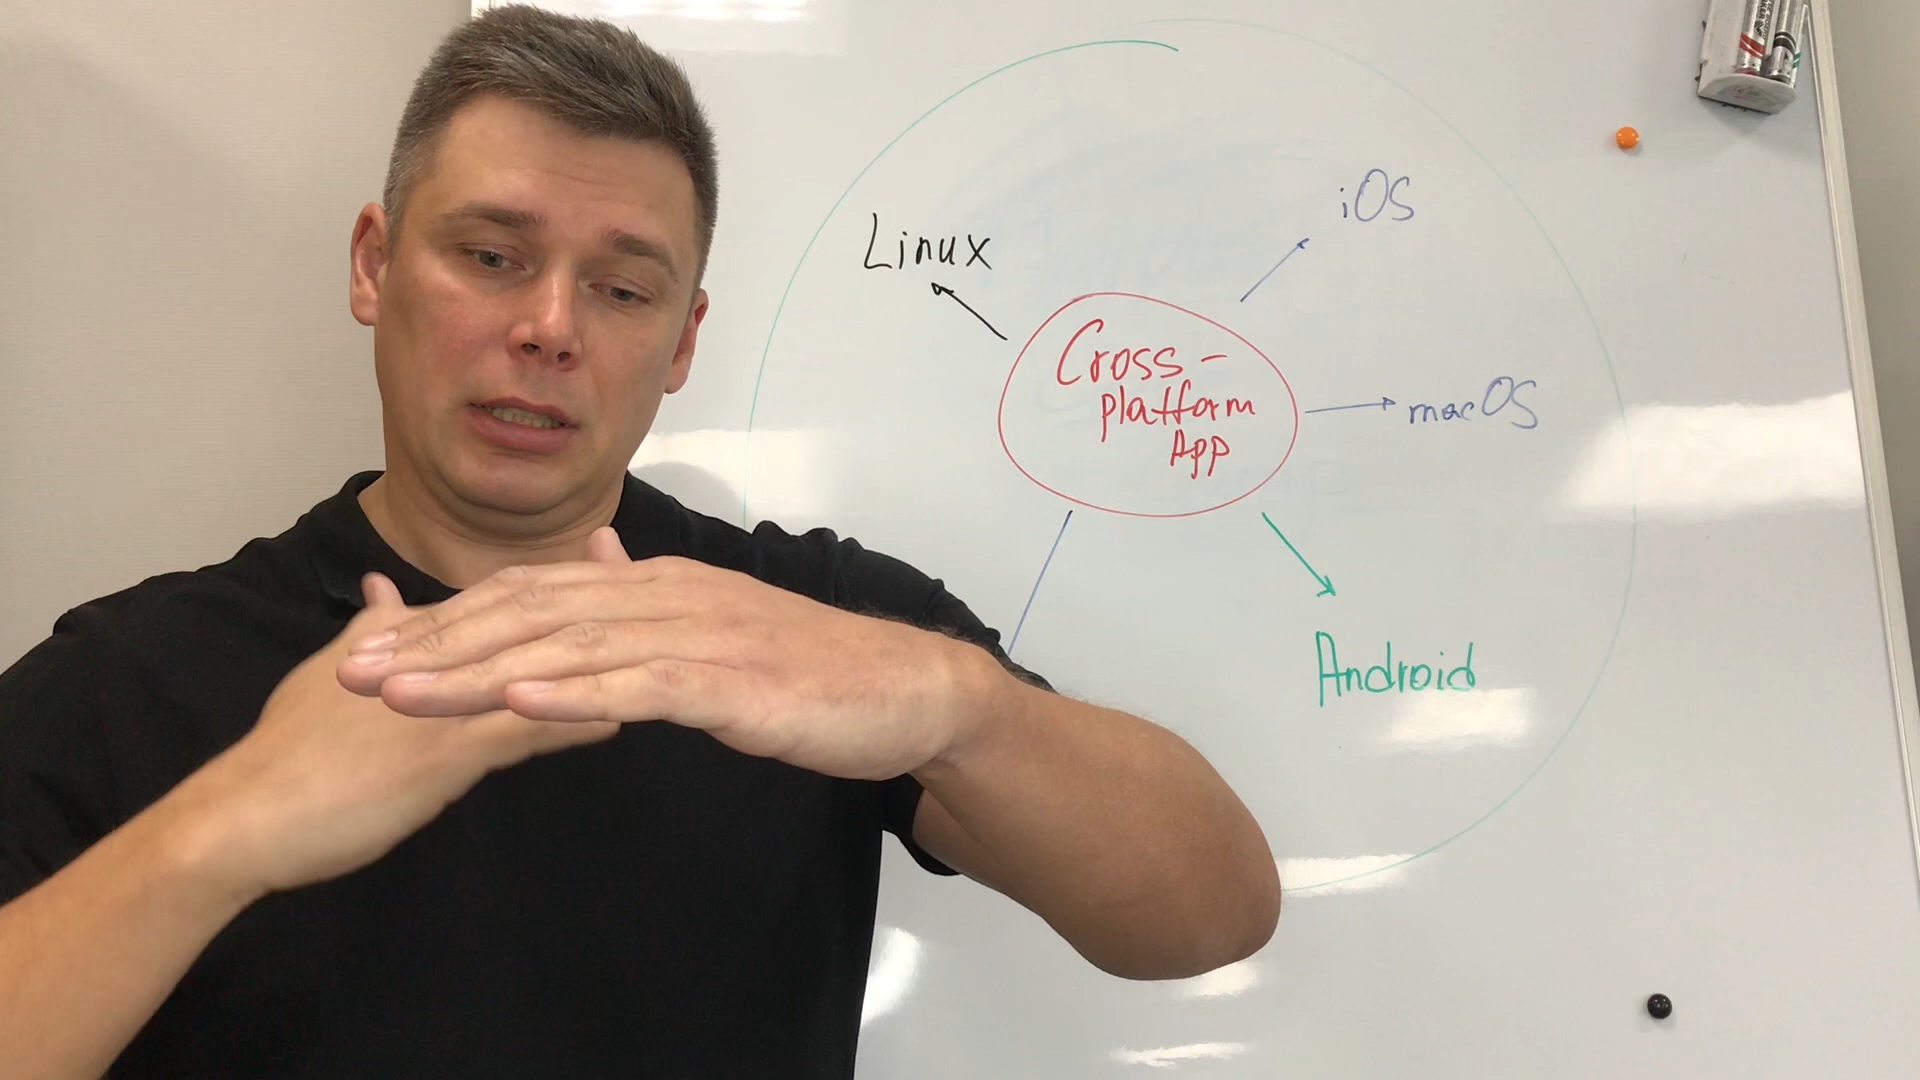 iOS
Linux
Cross-
platform
App
macOS
Android